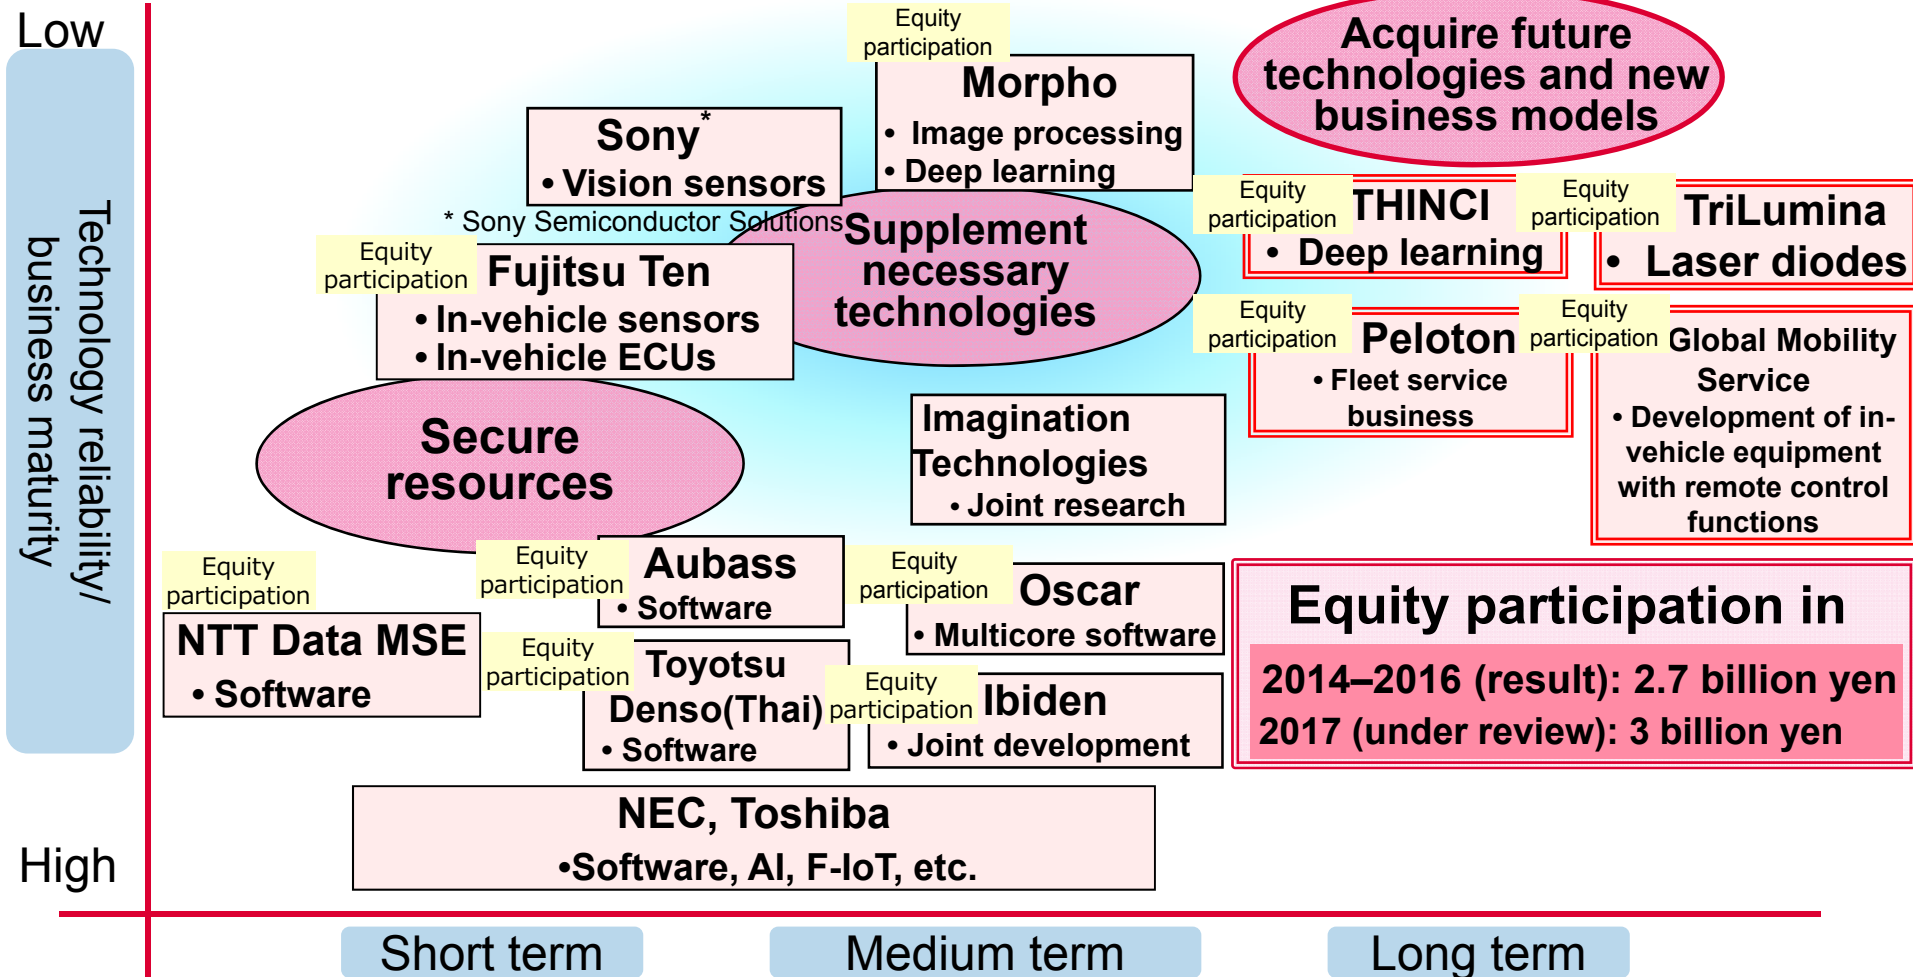 Low
Technology reliability/
business maturity
High
Equity
participation
Morpho
• Image processing
• Deep learning
Acquire future
technologies and new
business models
Sony*
• Vision sensors
* Sony Semiconductor Solutions
Supplement
necessary
technologies
Equity
participation
Fujitsu Ten
• In-vehicle sensors
• In-vehicle ECUs
Equity
participation
THINCI
• Deep learning
Equity
participation
TriLumina
• Laser diodes
Equity
participation
Peloton
• Fleet service
business
Equity
participation
Global Mobility
Service
• Development of in-
vehicle equipment
with remote control
functions
Secure
resources
Imagination
Technologies
• Joint research
Equity
participation
NTT Data MSE
• Software
Equity
participation
Aubass
• Software
Equity
participation
Oscar
• Multicore software
Equity
participation
Toyotsu
Denso(Thai)
• Software
Equity
participation
Ibiden
• Joint development
Equity participation in
2014–2016 (result): 2.7 billion yen
2017 (under review): 3 billion yen
NEC, Toshiba
•Software, AI, F-IoT, etc.
Short term
Medium term
Long term